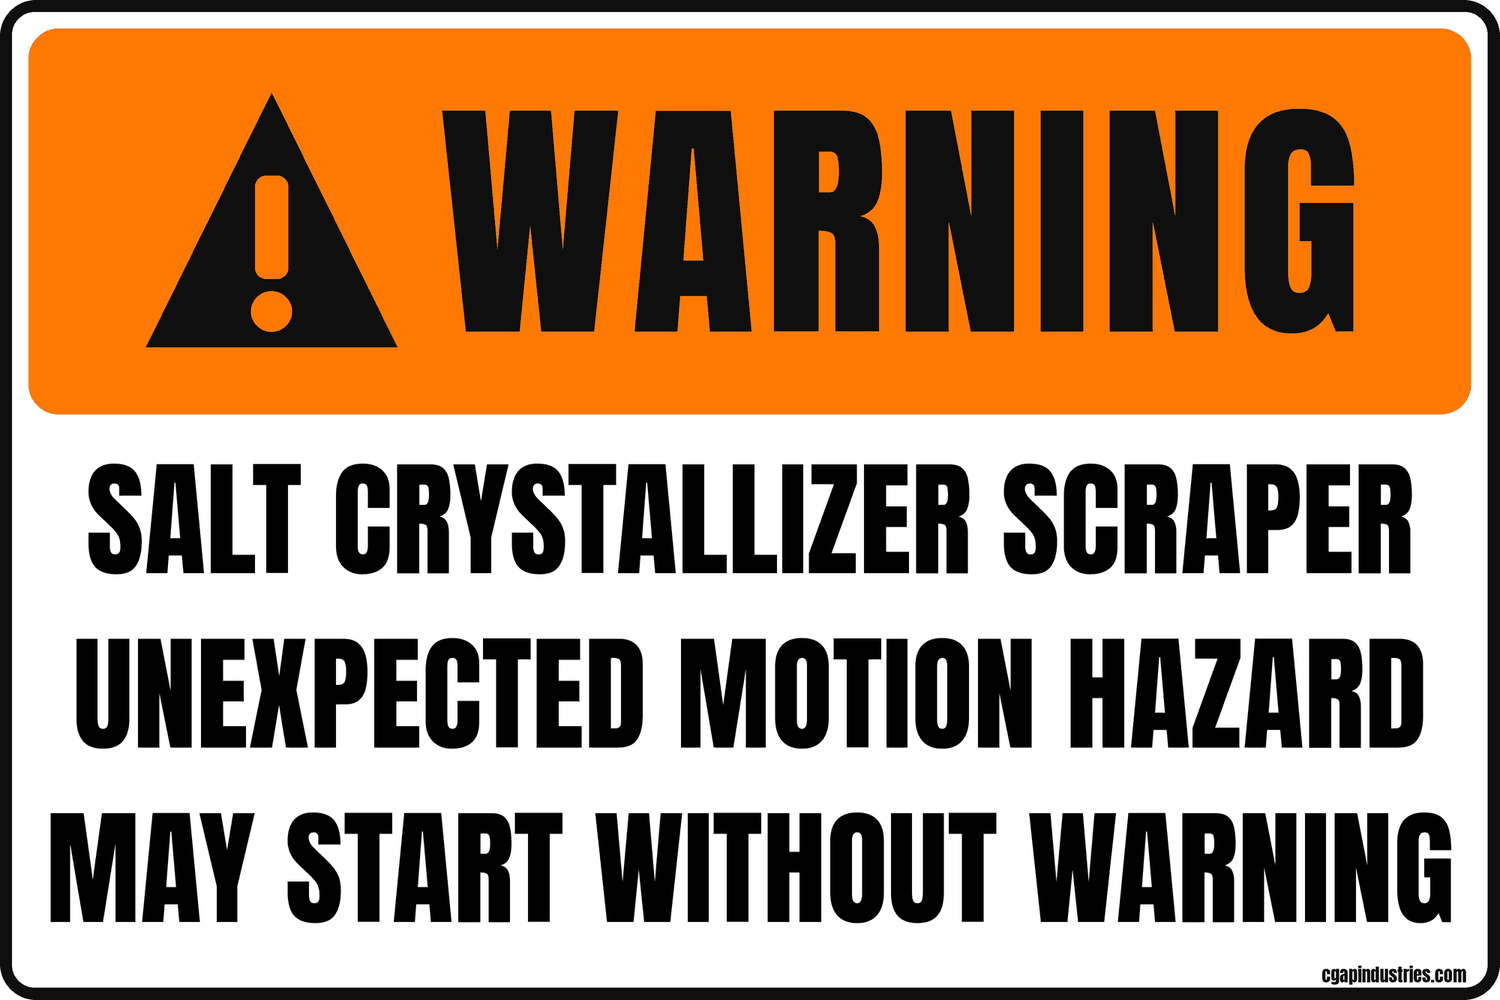 WARNING
SALT CRYSTALLIZER SCRAPER
UNEXPECTED MOTION HAZARD
MAY START WITHOUT WARNING
cgapindustries.com